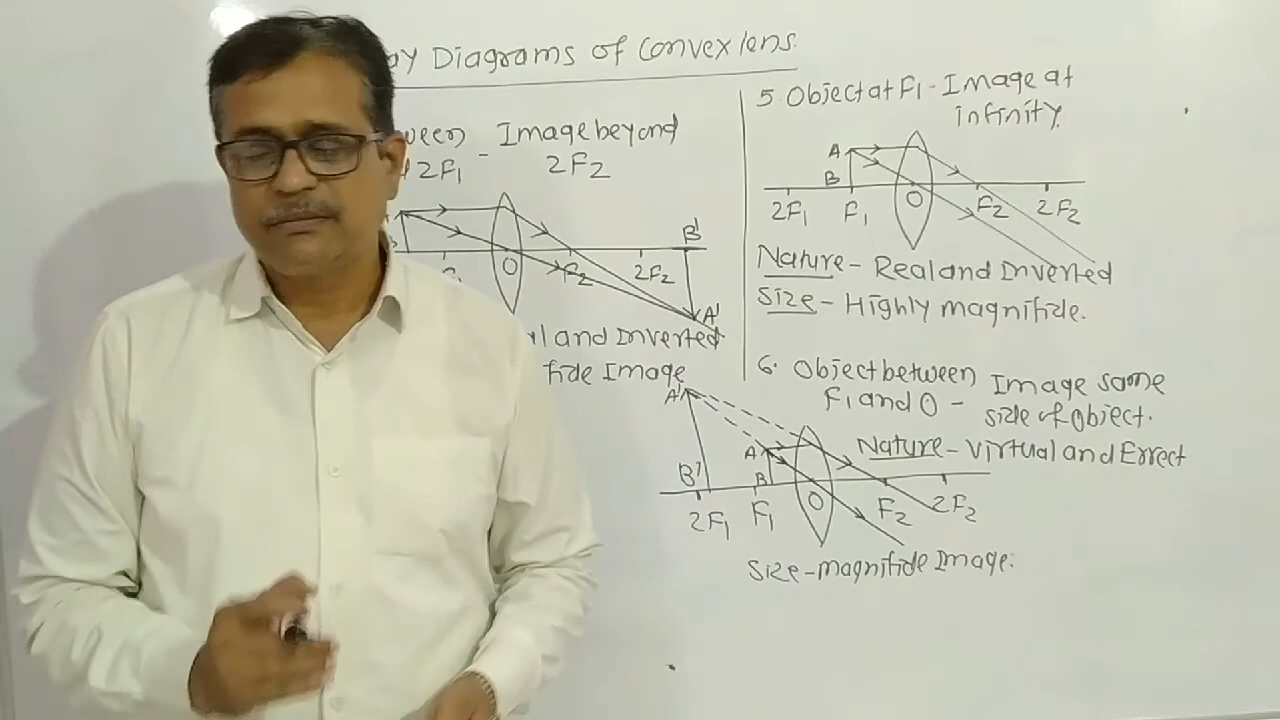 ay Diagrams of Convex lens.
ween - Image beyond
2F1 2F2
B'
O F2 2F2
A'
l and Inverted
fide Image
5. Object at F1 - Image at
infinity.
A
B
2F1 F1 O F2 2F2
Nature - Real and Inverted
Size - Highly magnifide.
6. Object between Image same
F1 and O - side of Object.
Nature - Virtual and Errect
A'
A
B' B
2F1 F1 O F2 2F2
Size - magnifide Image.